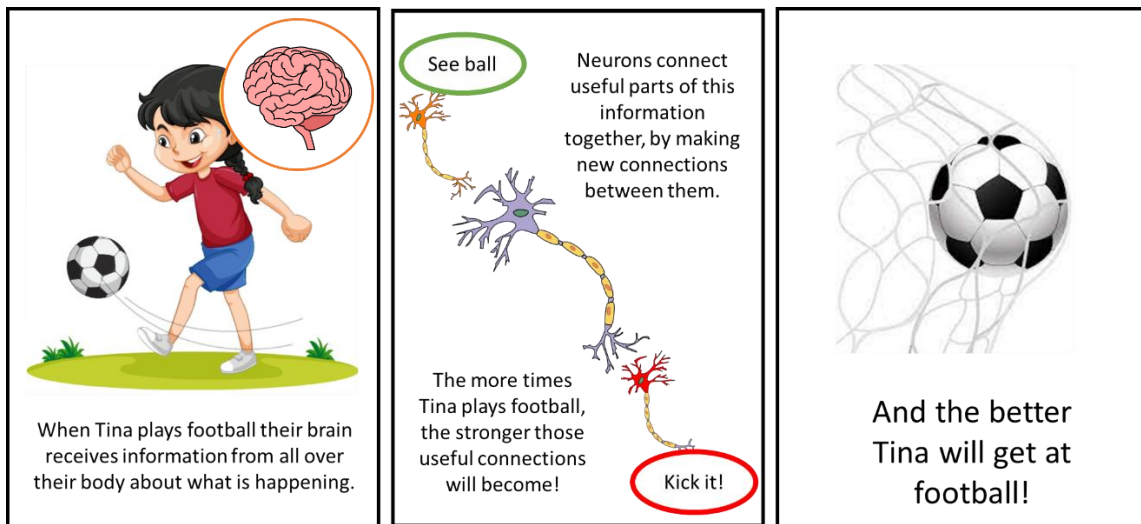 When Tina plays football their brain
receives information from all over
their body about what is happening.
See ball
Neurons connect
useful parts of this
information
together, by making
new connections
between them.
The more times
Tina plays football,
the stronger those
useful connections
will become!
Kick it!
And the better
Tina will get at
football!